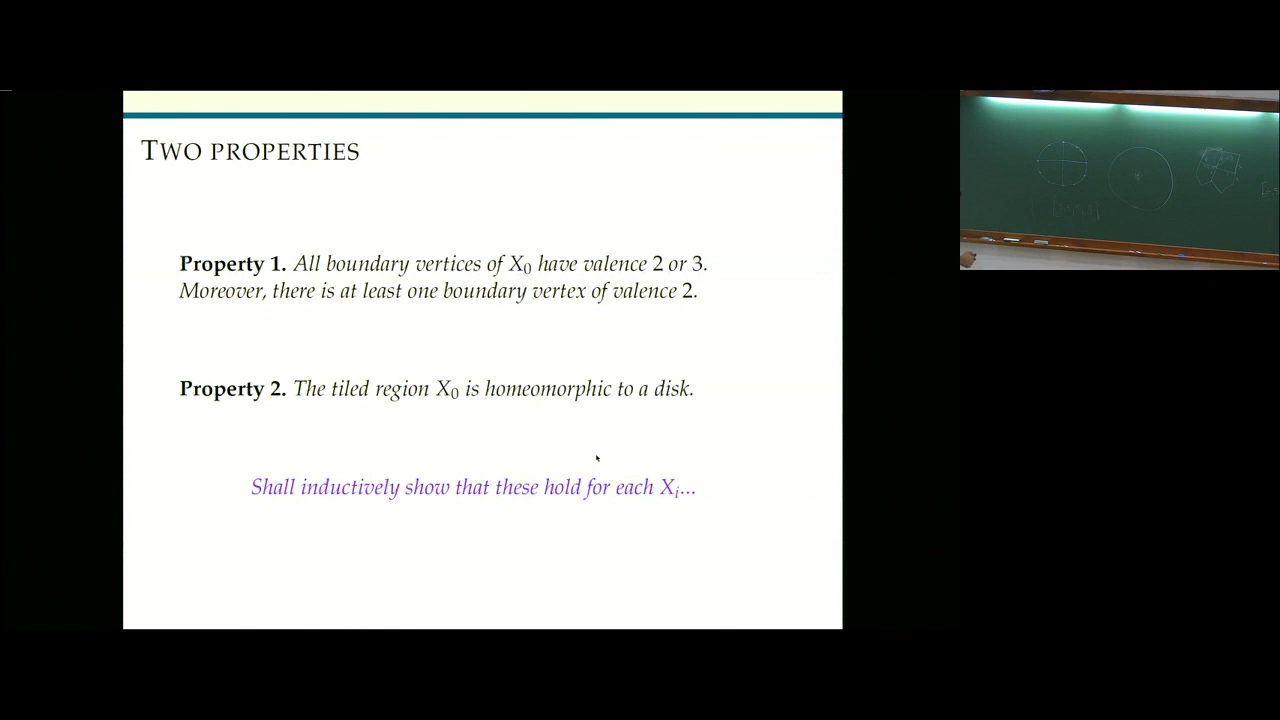 TWO PROPERTIES
Property 1. All boundary vertices of X₀ have valence 2 or 3.
Moreover, there is at least one boundary vertex of valence 2.
Property 2. The tiled region X₀ is homeomorphic to a disk.
Shall inductively show that these hold for each Xᵢ...